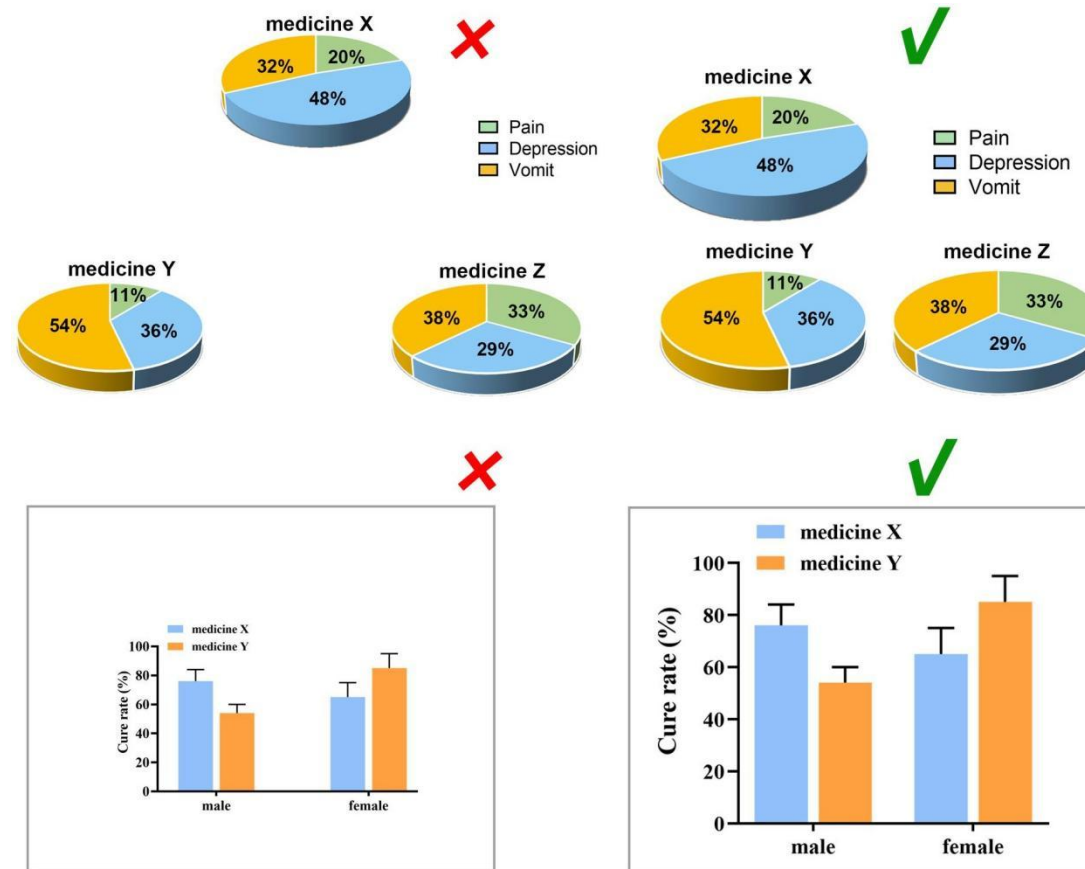 medicine X
32%
20%
48%
Pain
Depression
Vomit
medicine Y
11%
54%
36%
medicine Z
38%
33%
29%
medicine X
32%
20%
48%
Pain
Depression
Vomit
medicine Y
11%
54%
36%
medicine Z
38%
33%
29%
medicine X
medicine Y
Cure rate (%)
100
80
60
40
20
0
male female
medicine X
medicine Y
Cure rate (%)
100
80
60
40
20
0
male female